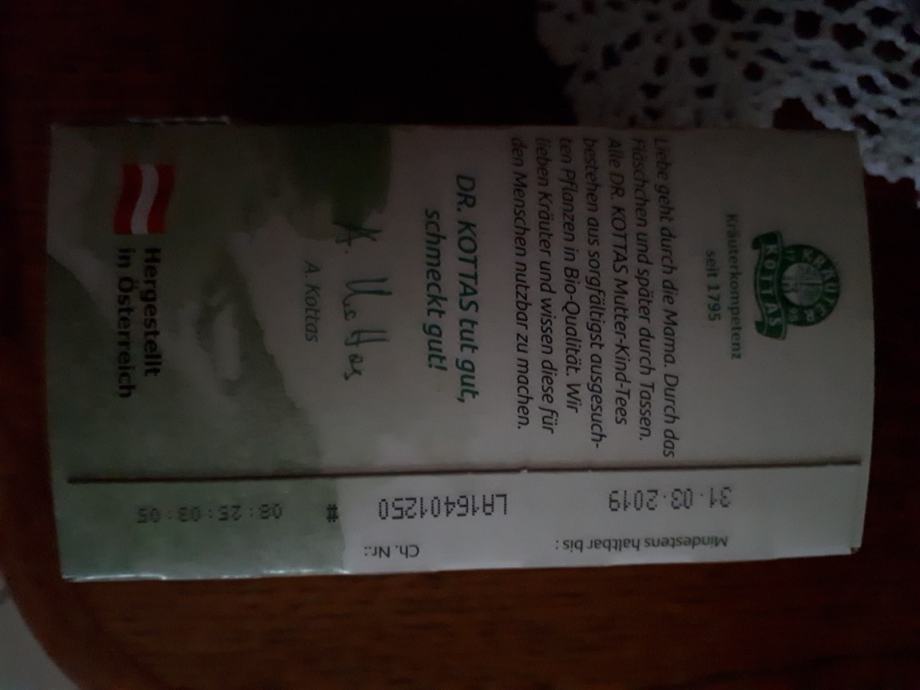 KRÄUTER
KOTTAS
Kräuterkompetenz
seit 1795
Liebe geht durch die Mama. Durch das
Fläschchen und später durch Tassen.
Alle DR. KOTTAS Mutter-Kind-Tees
bestehen aus sorgfältigst ausgesuch-
ten Pflanzen in Bio-Qualität. Wir
lieben Kräuter und wissen diese für
den Menschen nutzbar zu machen.
DR. KOTTAS tut gut,
schmeckt gut!
A. Kottas
A. Kottas
Hergestellt
in Österreich
Mindestens haltbar bis:
31.03.2019
Ch. Nr.:
LA16401250
#
08:25:03:05